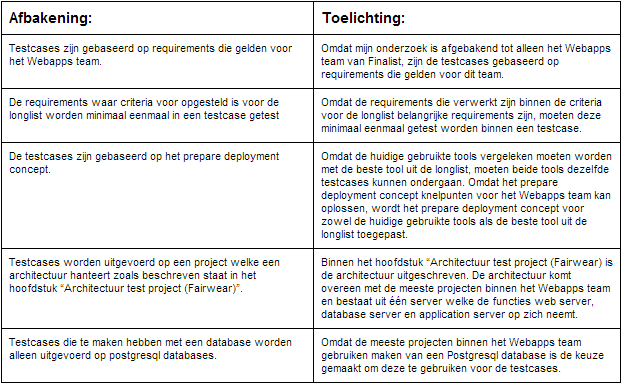 Afbakening:
Toelichting:
Testcases zijn gebaseerd op requirements die gelden voor
het Webapps team.
Omdat mijn onderzoek is afgebakend tot alleen het Webapps
team van Finalist, zijn de testcases gebaseerd op
requirements die gelden voor dit team.
De requirements waar criteria voor opgesteld is voor de
longlist worden minimaal eenmaal in een testcase getest
Omdat de requirements die verwerkt zijn binnen de criteria
voor de longlist belangrijke requirements zijn, moeten deze
minimaal eenmaal getest worden binnen een testcase.
De testcases zijn gebaseerd op het prepare deployment
concept.
Omdat de huidige gebruikte tools vergeleken moeten worden
met de beste tool uit de longlist, moeten beide tools dezelfde
testcases kunnen ondergaan. Omdat het prepare
deployment concept knelpunten voor het Webapps team kan
oplossen, wordt het prepare deployment concept voor
zowel de huidige gebruikte tools als de beste tool uit de
longlist toegepast.
Testcases worden uitgevoerd op een project welke een
architectuur hanteert zoals beschreven staat in het
hoofdstuk “Architectuur test project (Fairwear)”.
Binnen het hoofdstuk “Architectuur test project (Fairwear) is
de architectuur uitgeschreven. De architectuur komt
overeen met de meeste projecten binnen het Webapps team
en bestaat uit één server welke de functies web server,
database server en application server op zich neemt.
Testcases die te maken hebben met een database worden
alleen uitgevoerd op postgresql databases.
Omdat de meeste projecten binnen het Webapps team
gebruiken maken van een Postgresql database is de keuze
gemaakt om deze te gebruiken voor de testcases.